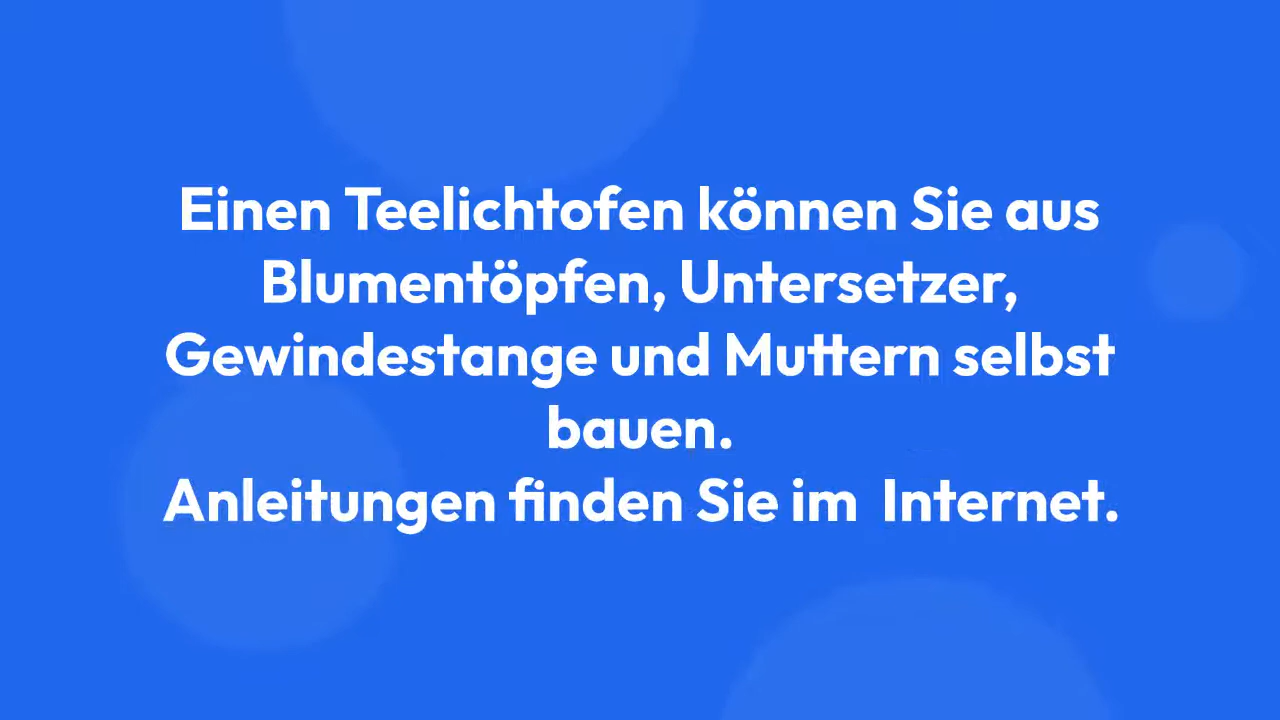 Einen Teelichtofen können Sie aus
Blumentöpfen, Untersetzer,
Gewindestange und Muttern selbst
bauen.
Anleitungen finden Sie im  Internet.